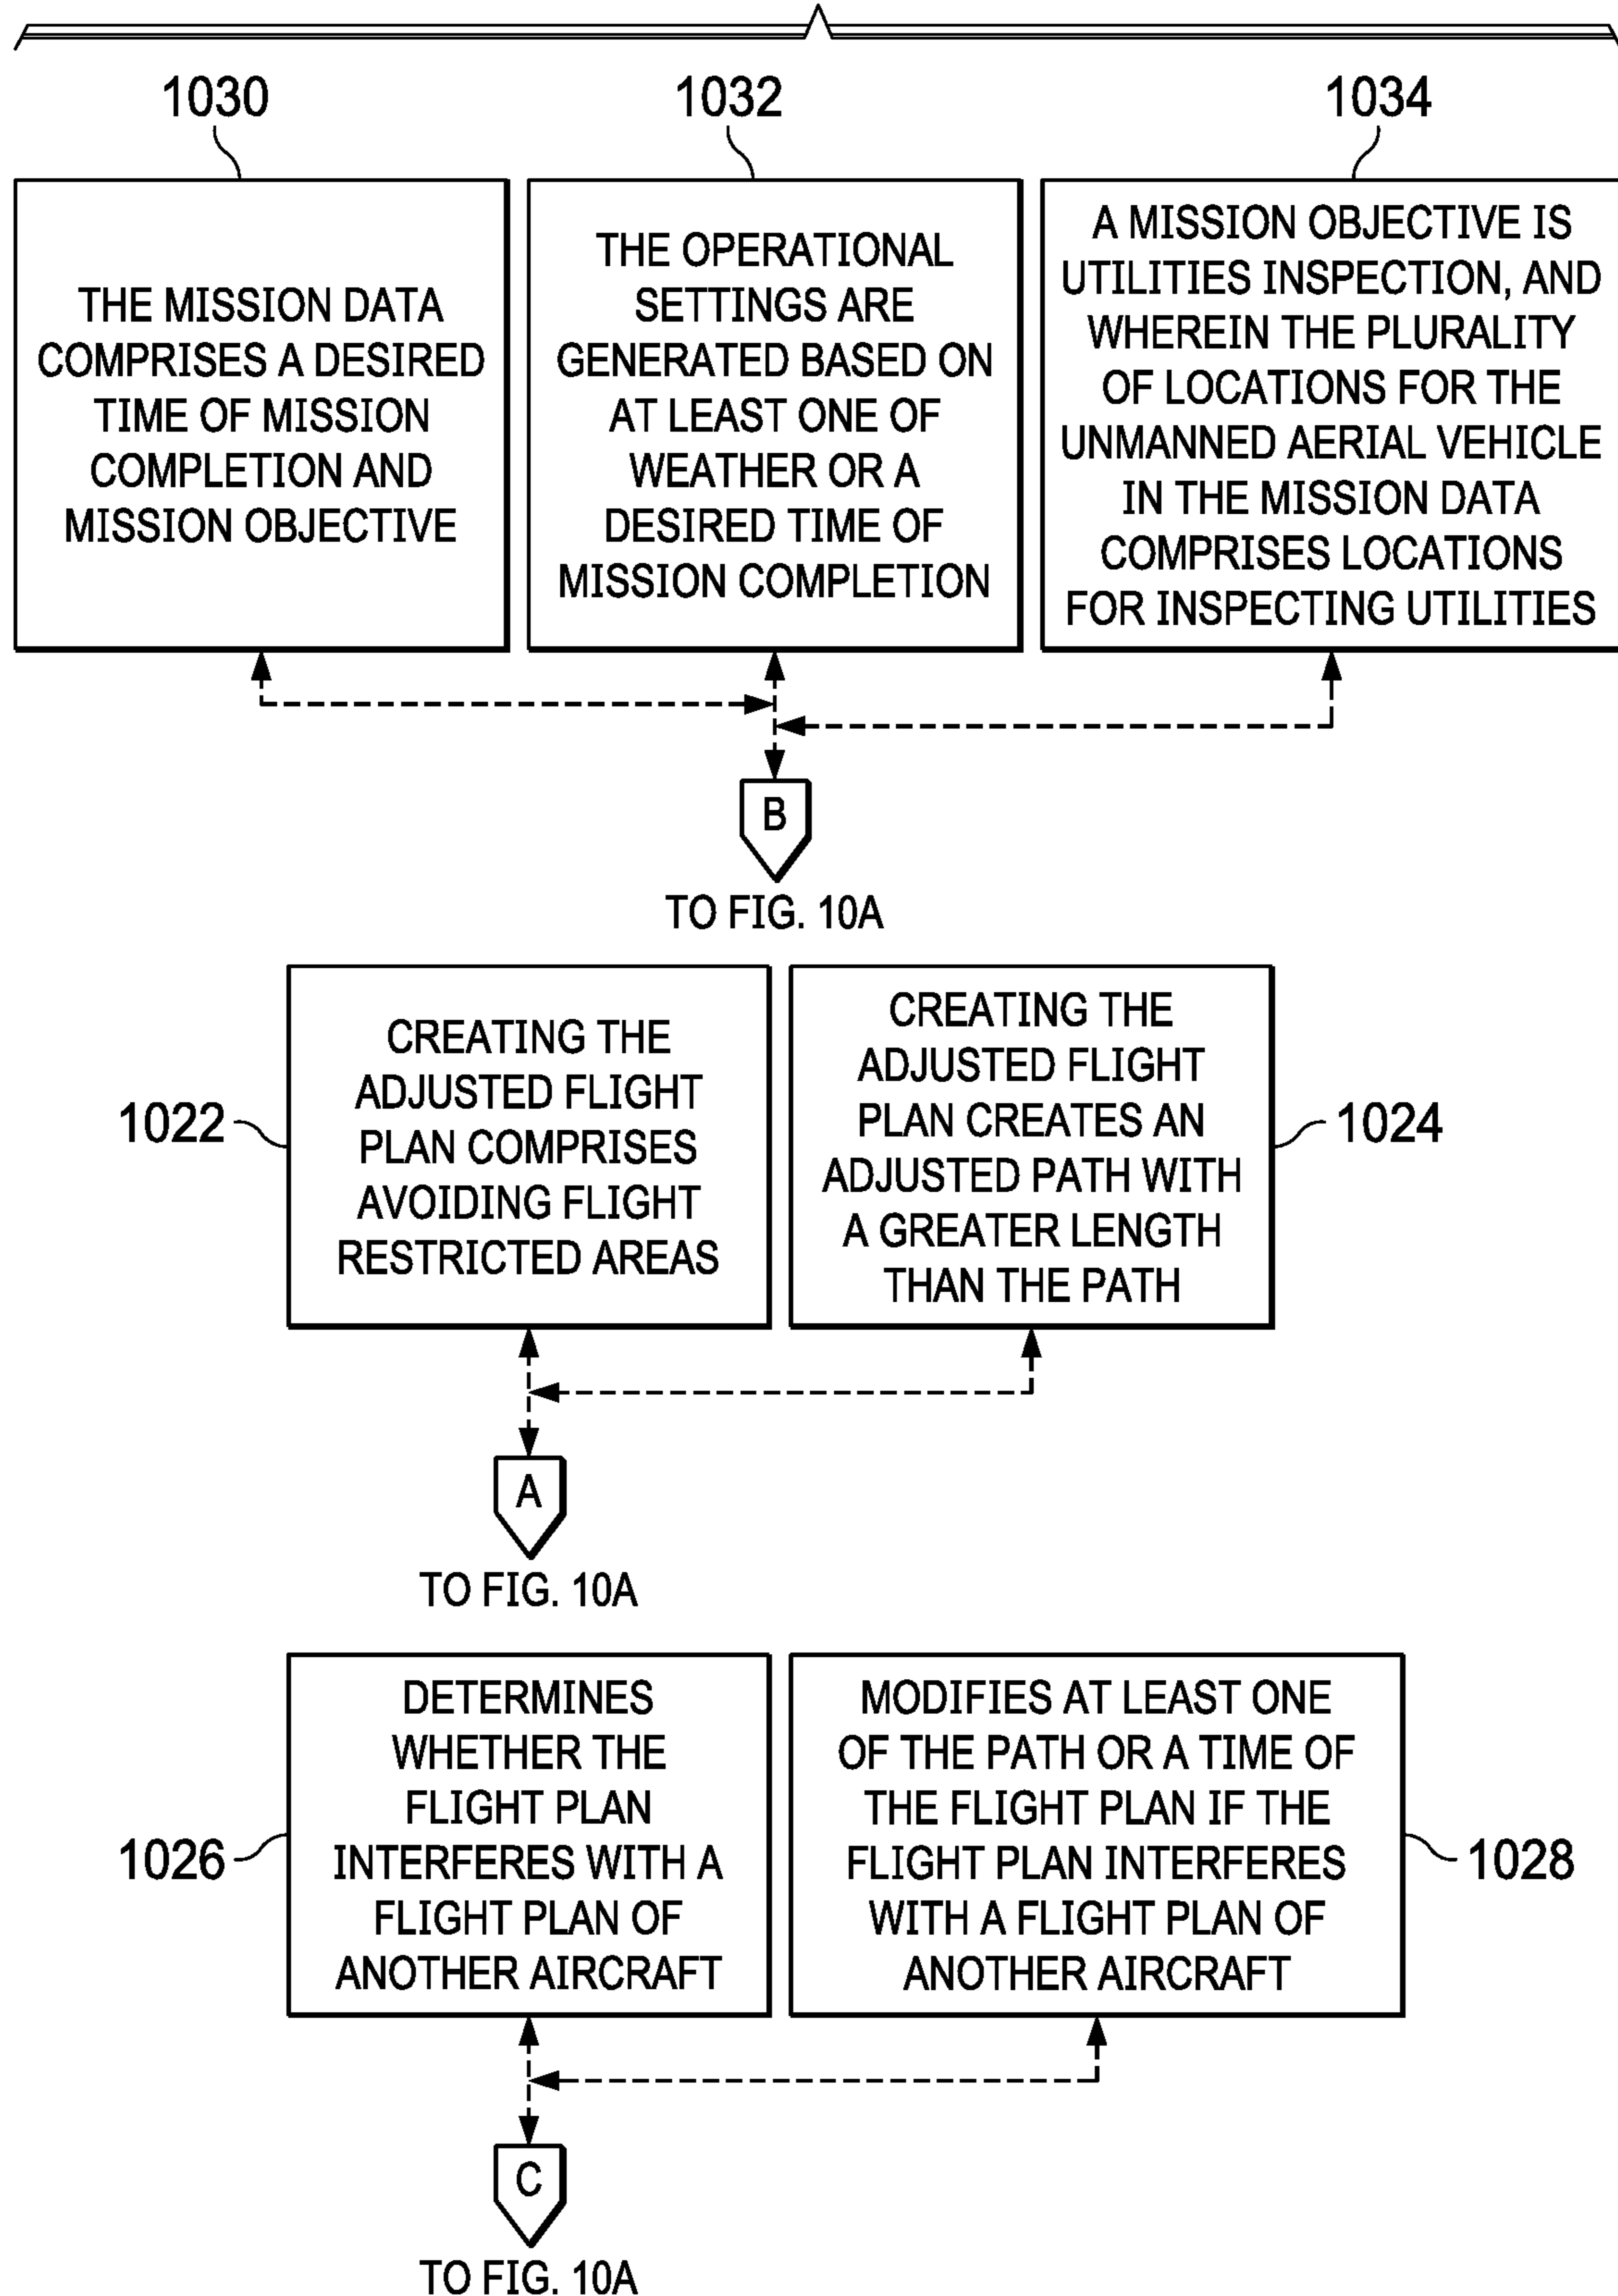 1030
THE MISSION DATA
COMPRISES A DESIRED
TIME OF MISSION
COMPLETION AND
MISSION OBJECTIVE
1032
THE OPERATIONAL
SETTINGS ARE
GENERATED BASED ON
AT LEAST ONE OF
WEATHER OR A
DESIRED TIME OF
MISSION COMPLETION
1034
A MISSION OBJECTIVE IS
UTILITIES INSPECTION, AND
WHEREIN THE PLURALITY
OF LOCATIONS FOR THE
UNMANNED AERIAL VEHICLE
IN THE MISSION DATA
COMPRISES LOCATIONS
FOR INSPECTING UTILITIES
B
TO FIG. 10A
1022
CREATING THE
ADJUSTED FLIGHT
PLAN COMPRISES
AVOIDING FLIGHT
RESTRICTED AREAS
CREATING THE
ADJUSTED FLIGHT
PLAN CREATES AN
ADJUSTED PATH WITH
A GREATER LENGTH
THAN THE PATH
1024
A
TO FIG. 10A
1026
DETERMINES
WHETHER THE
FLIGHT PLAN
INTERFERES WITH A
FLIGHT PLAN OF
ANOTHER AIRCRAFT
MODIFIES AT LEAST ONE
OF THE PATH OR A TIME OF
THE FLIGHT PLAN IF THE
FLIGHT PLAN INTERFERES
WITH A FLIGHT PLAN OF
ANOTHER AIRCRAFT
1028
C
TO FIG. 10A